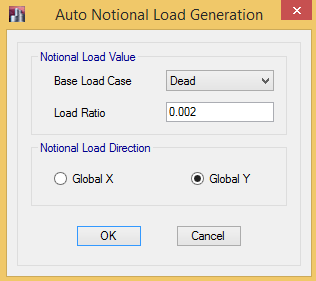 Auto Notional Load Generation
Notional Load Value
Base Load Case Dead
Load Ratio 0.002
Notional Load Direction
Global X Global Y
OK Cancel